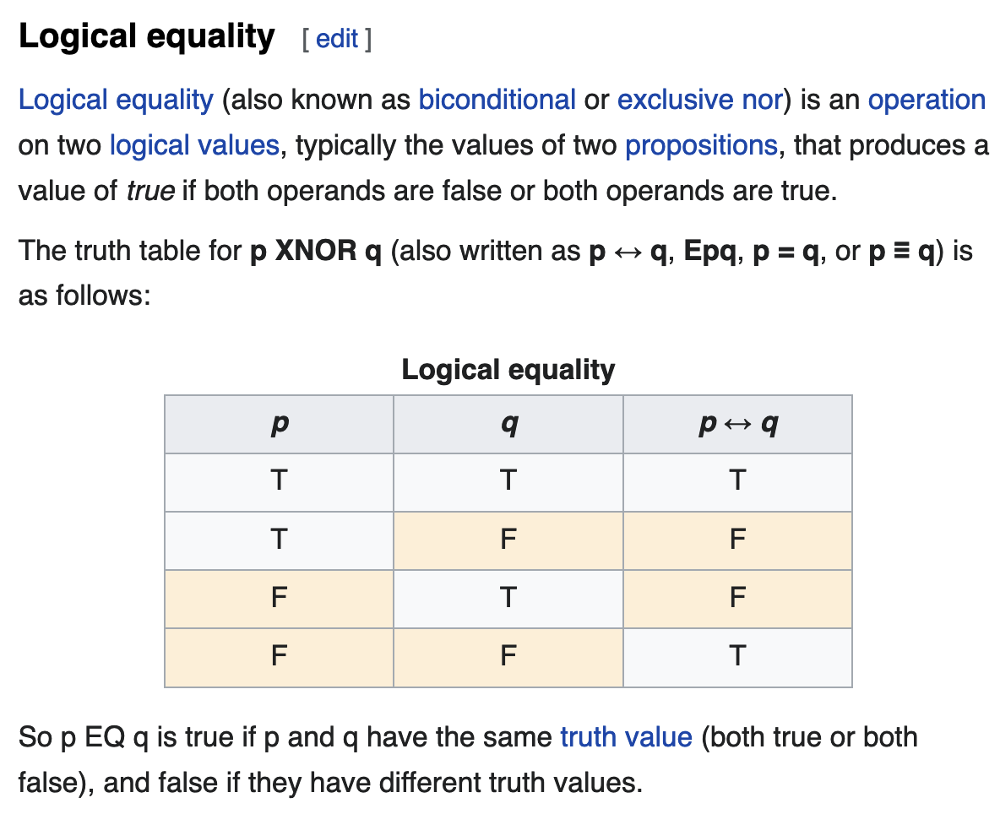 Logical equality [ edit ]
Logical equality (also known as biconditional or exclusive nor) is an operation
on two logical values, typically the values of two propositions, that produces a
value of true if both operands are false or both operands are true.
The truth table for p XNOR q (also written as p ↔ q, Epq, p = q, or p ≡ q) is
as follows:
Logical equality
p q p ↔ q
T T T
T F F
F T F
F F T
So p EQ q is true if p and q have the same truth value (both true or both
false), and false if they have different truth values.